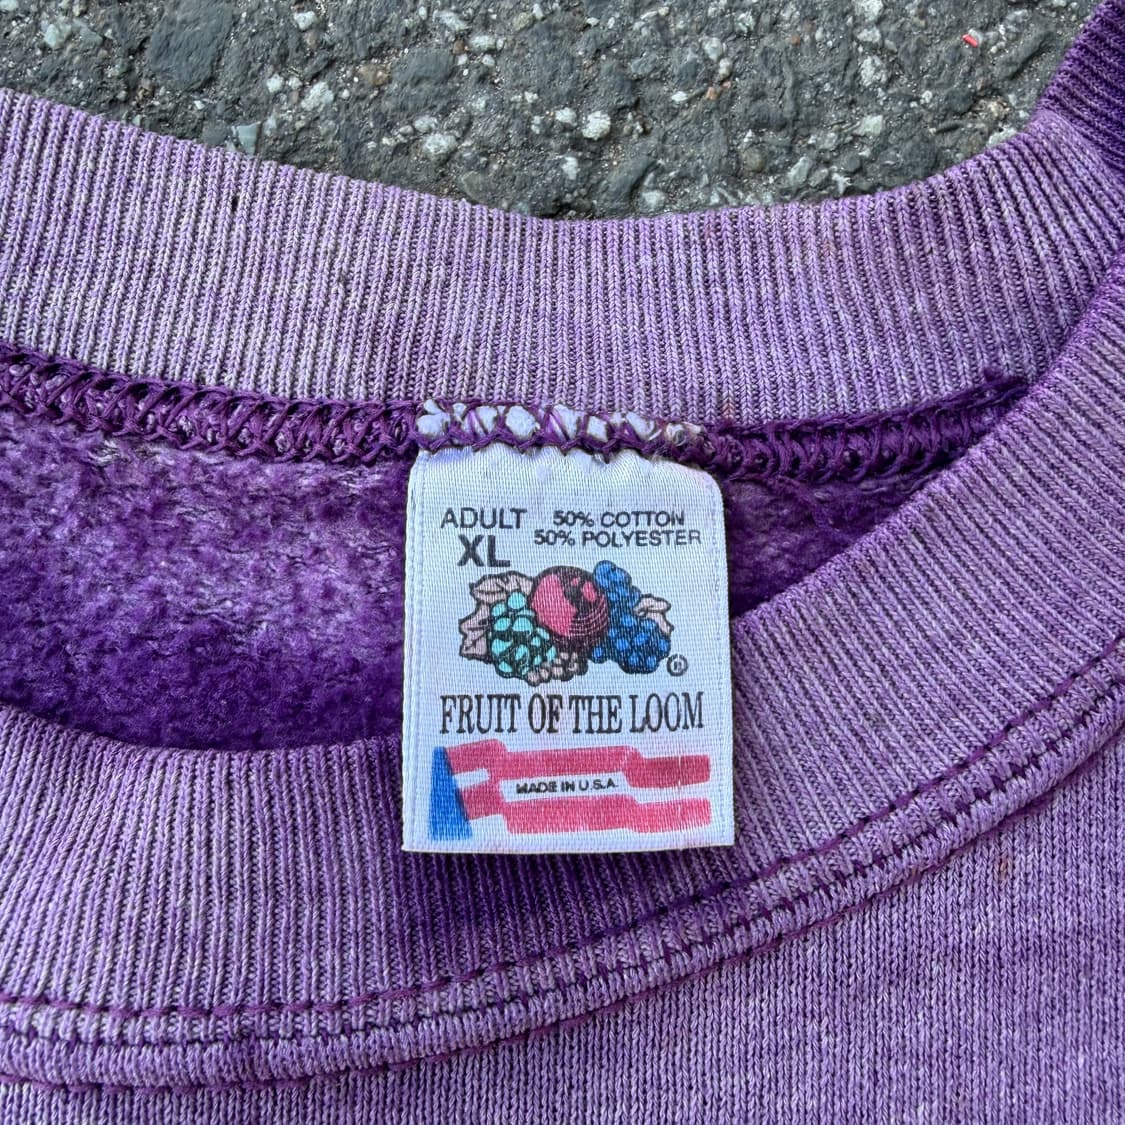 ADULT 50% COTTON
XL 50% POLYESTER
®
FRUIT OF THE LOOM
MADE IN U.S.A.